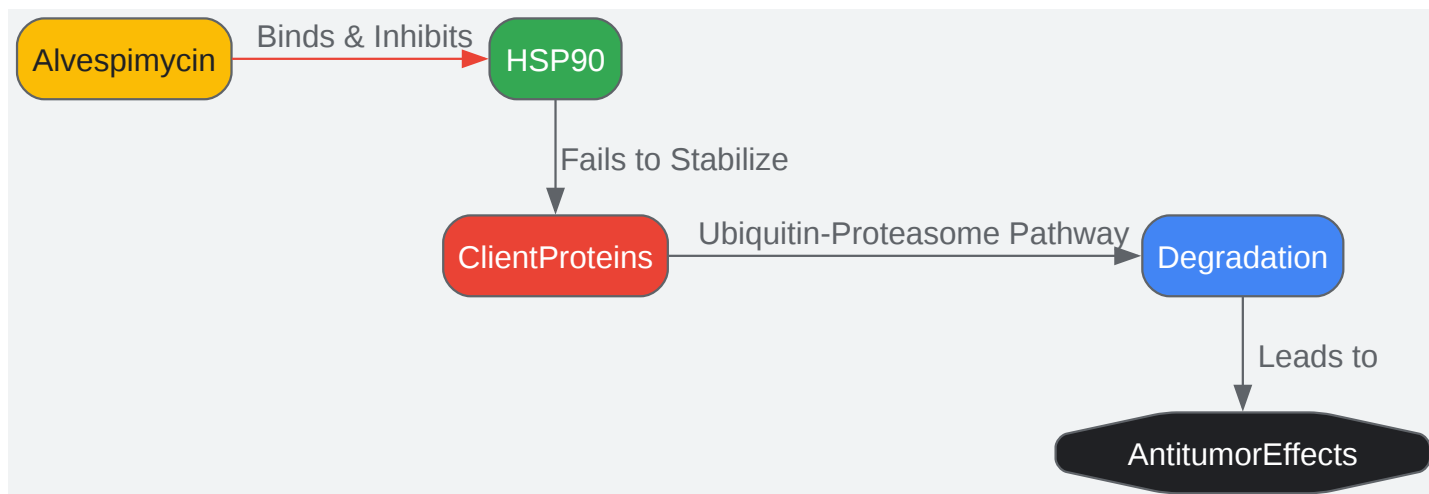 Binds & Inhibits
Alvespimycin
HSP90
Fails to Stabilize
Ubiquitin-Proteasome Pathway
ClientProteins
Degradation
Leads to
AntitumorEffects